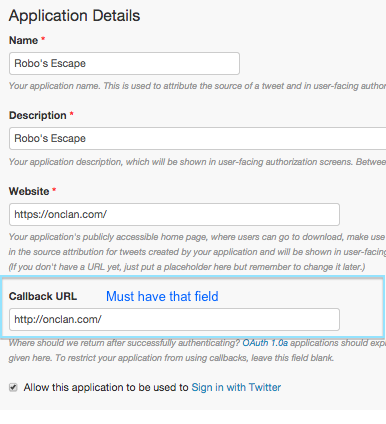 Application Details
Name *
Robo's Escape
Your application name. This is used to attribute the source of a tweet and in user-facing author
Description *
Robo's Escape
Your application description, which will be shown in user-facing authorization screens. Between
Website *
https://onclan.com/
Your application's publicly accessible home page, where users can go to download, make use
in the source attribution for tweets created by your application and will be shown in user-facing
(If you don't have a URL yet, just put a placeholder here but remember to change it later.)
Callback URL Must have that field
http://onclan.com/
Where should we return after successfully authenticating? OAuth 1.0a applications should exp
given here. To restrict your application from using callbacks, leave this field blank.
Allow this application to be used to Sign in with Twitter